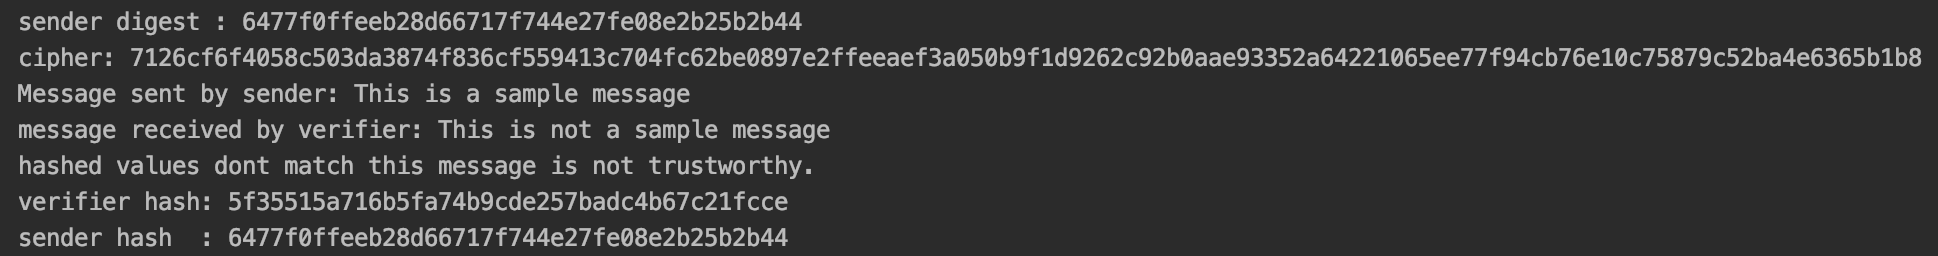 sender digest : 6477f0ffeeb28d66717f744e27fe08e2b25b2b44
cipher: 7126cf6f4058c503da3874f836cf559413c704fc62be0897e2ffeeaef3a050b9f1d9262c92b0aae93352a64221065ee77f94cb76e10c75879c52ba4e6365b1b8
Message sent by sender: This is a sample message
message received by verifier: This is not a sample message
hashed values dont match this message is not trustworthy.
verifier hash: 5f35515a716b5fa74b9cde257badc4b67c21fcce
sender hash  : 6477f0ffeeb28d66717f744e27fe08e2b25b2b44